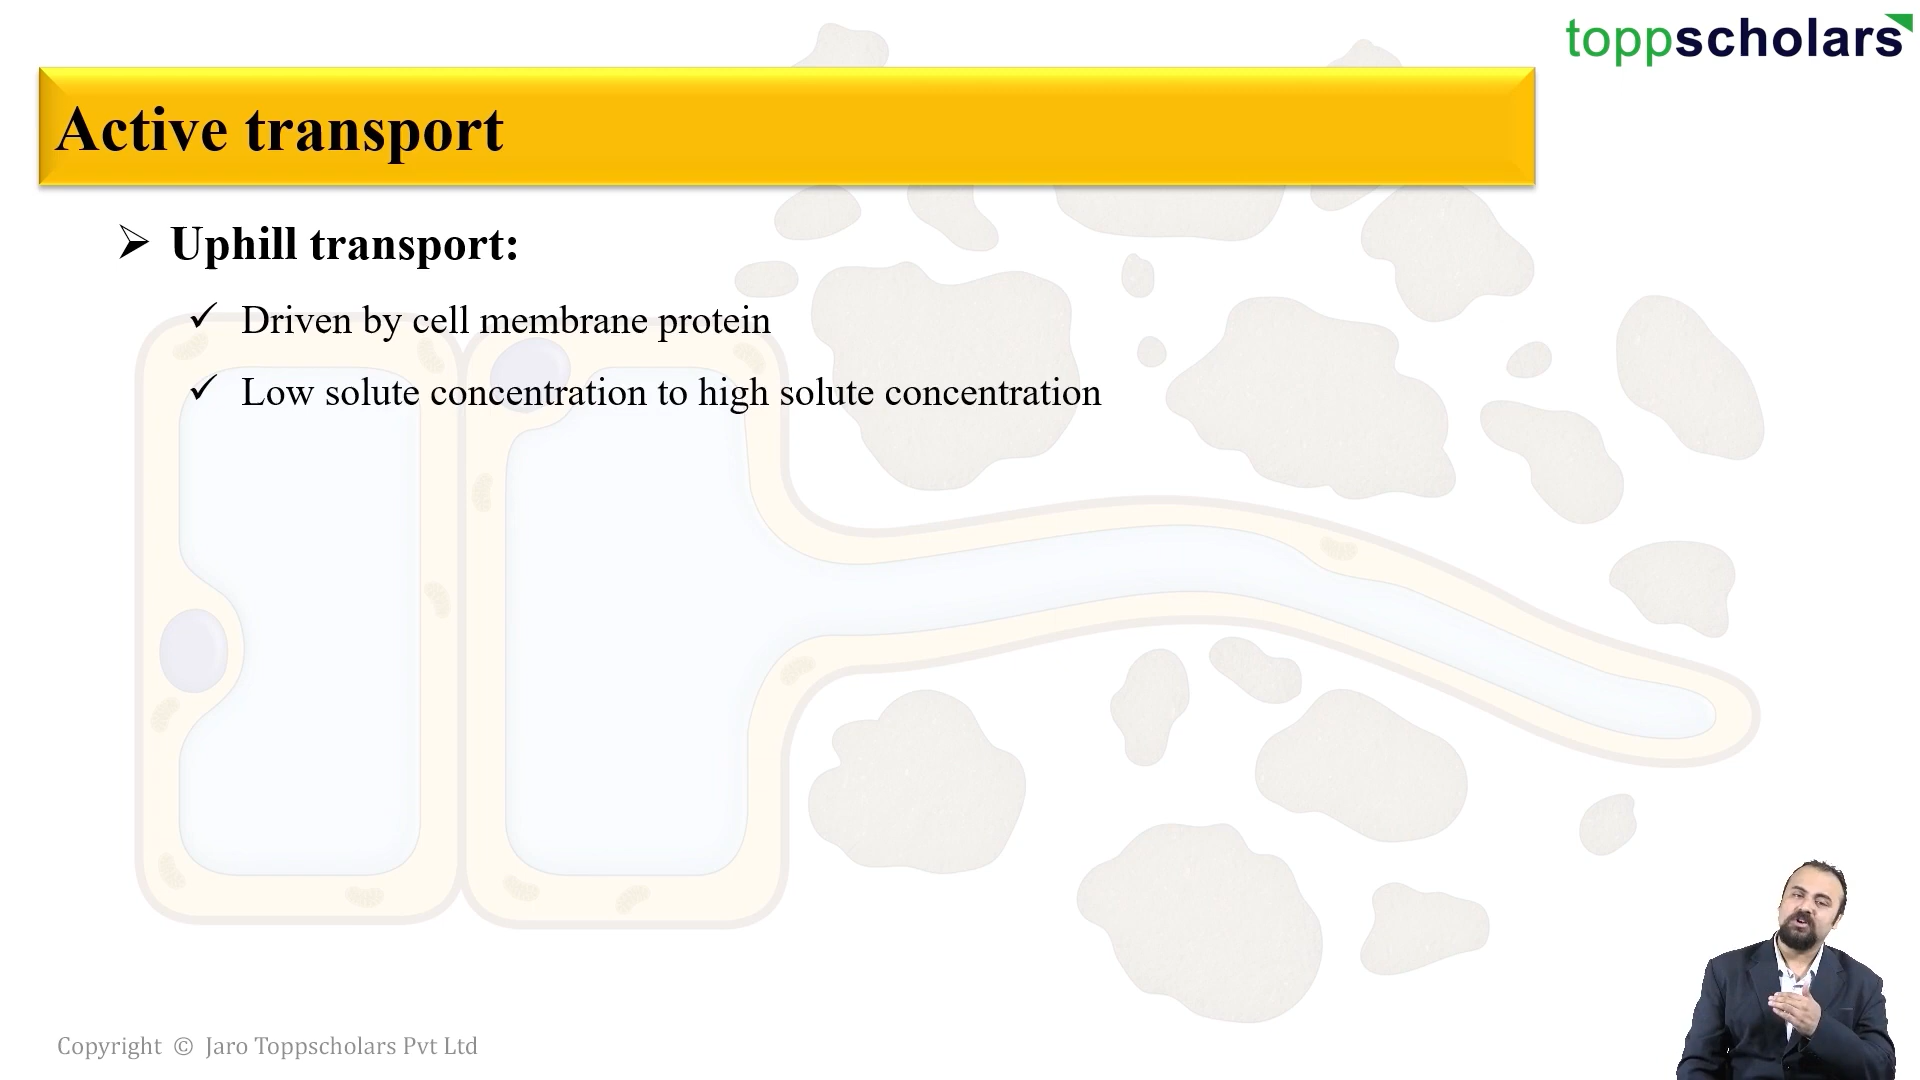 toppscholars
Active transport
Uphill transport:
Driven by cell membrane protein
Low solute concentration to high solute concentration
Copyright © Jaro Toppscholars Pvt Ltd